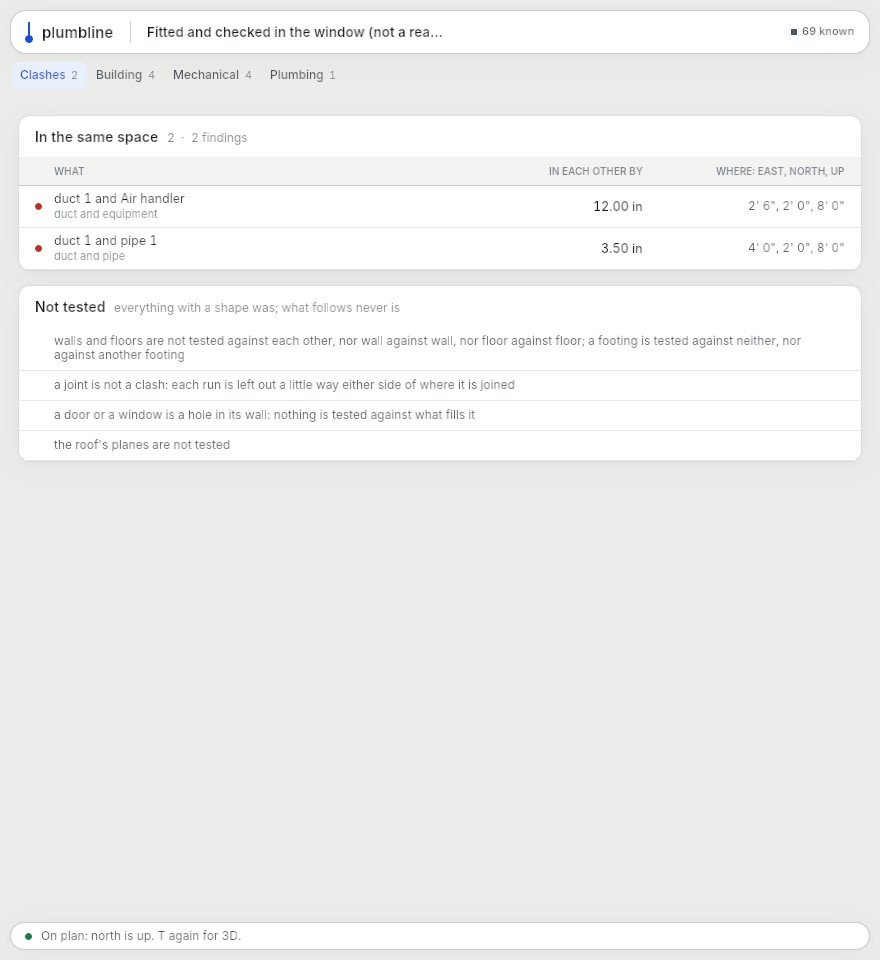 plumbline
Fitted and checked in the window (not a rea...
69 known
Clashes 2
Building 4
Mechanical 4
Plumbing 1
In the same space 2 · 2 findings
WHAT
IN EACH OTHER BY
WHERE: EAST, NORTH, UP
duct 1 and Air handler
duct and equipment
12.00 in
2' 6", 2' 0", 8' 0"
duct 1 and pipe 1
duct and pipe
3.50 in
4' 0", 2' 0", 8' 0"
Not tested everything with a shape was; what follows never is
walls and floors are not tested against each other, nor wall against wall, nor floor against floor; a footing is tested against neither, nor
against another footing
a joint is not a clash: each run is left out a little way either side of where it is joined
a door or a window is a hole in its wall: nothing is tested against what fills it
the roof's planes are not tested
On plan: north is up. T again for 3D.